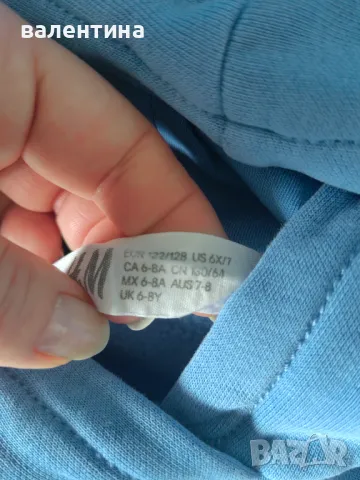 валентина
H&M
EUR 122/128 US 6X/7
CA 6-8A CN 130/64
MX 6-8A AUS 7-8
UK 6-8Y
BAZAR